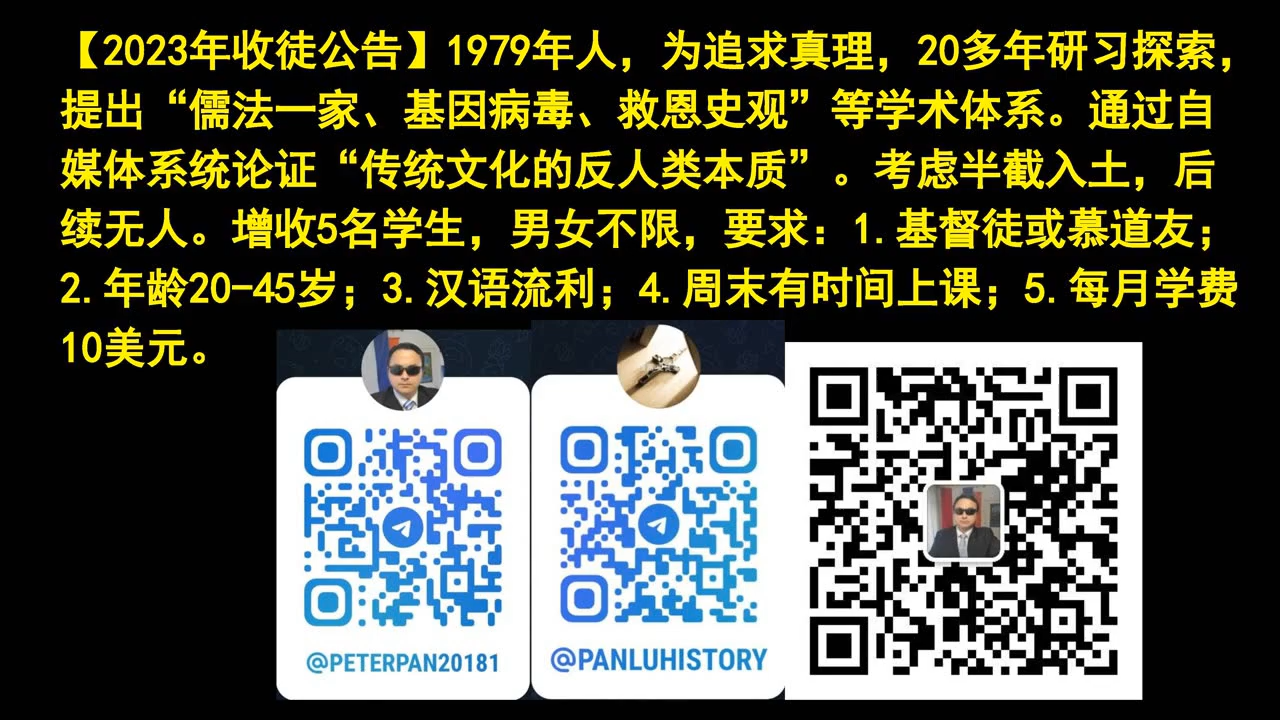 【2023年收徒公告】1979年人，为追求真理，20多年研习探索，
提出“儒法一家、基因病毒、救恩史观”等学术体系。通过自
媒体系统论证“传统文化的反人类本质”。考虑半截入土，后
续无人。增收5名学生，男女不限，要求：1.基督徒或慕道友；
2.年龄20-45岁；3.汉语流利；4.周末有时间上课；5.每月学费
10美元。
@PETERPAN20181
@PANLUHISTORY